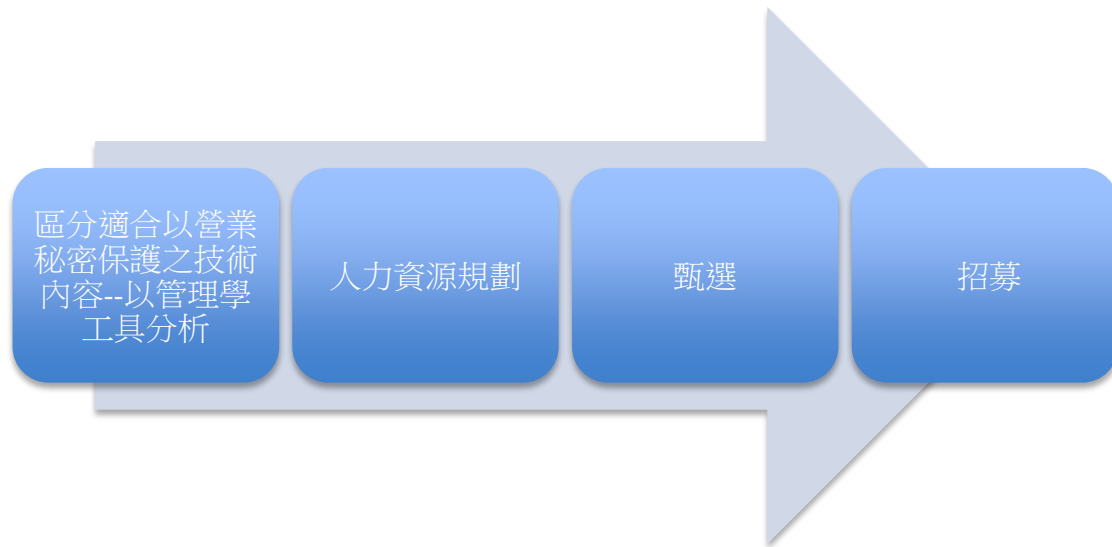 區分適合以營業
秘密保護之技術
內容--以管理學
工具分析
人力資源規劃
甄選
招募